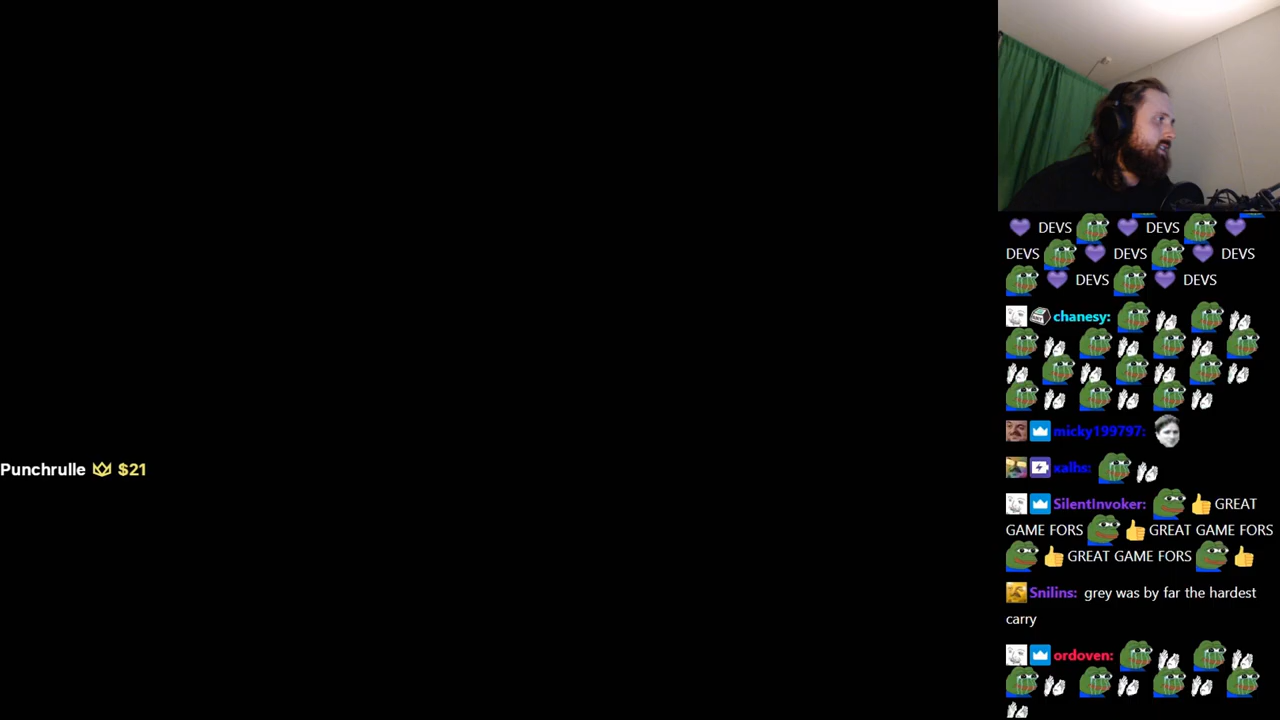 DEVS DEVS
DEVS DEVS DEVS
DEVS DEVS
chanesy:
micky199797:
Punchrulle $21
xalhs:
SilentInvoker: GREAT
GAME FORS GREAT GAME FORS
GREAT GAME FORS
Snilins: grey was by far the hardest
carry
ordoven: